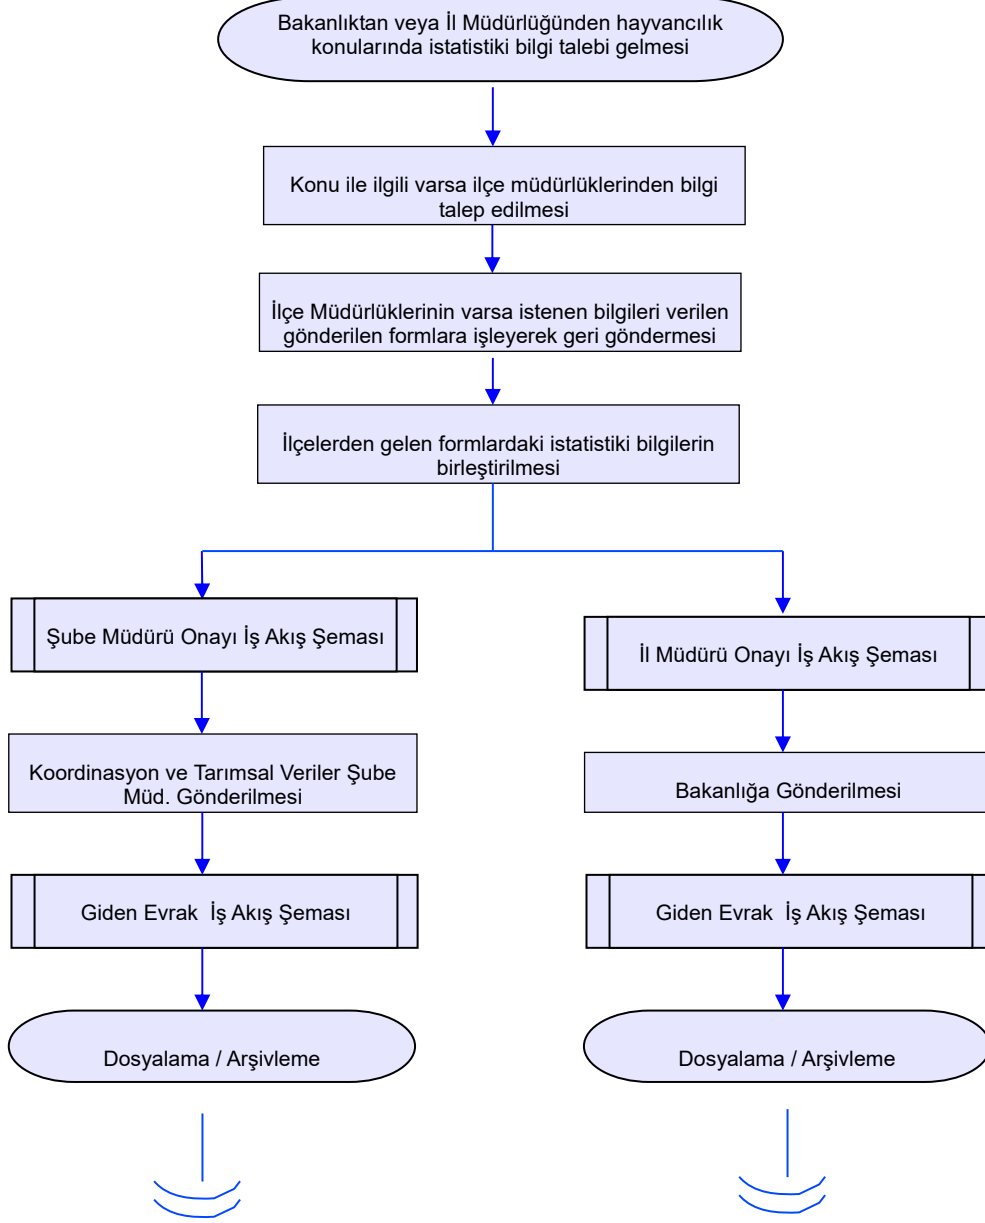 Bakanlıktan veya İl Müdürlüğünden hayvancılık
konularında istatistiki bilgi talebi gelmesi
Konu ile ilgili varsa ilçe müdürlüklerinden bilgi
talep edilmesi
İlçe Müdürlüklerinin varsa istenen bilgileri verilen
gönderilen formlara işleyerek geri göndermesi
İlçelerden gelen formlardaki istatistiki bilgilerin
birleştirilmesi
Şube Müdürü Onayı İş Akış Şeması
Koordinasyon ve Tarımsal Veriler Şube
Müd. Gönderilmesi
Giden Evrak  İş Akış Şeması
Dosyalama / Arşivleme
İl Müdürü Onayı İş Akış Şeması
Bakanlığa Gönderilmesi
Giden Evrak  İş Akış Şeması
Dosyalama / Arşivleme